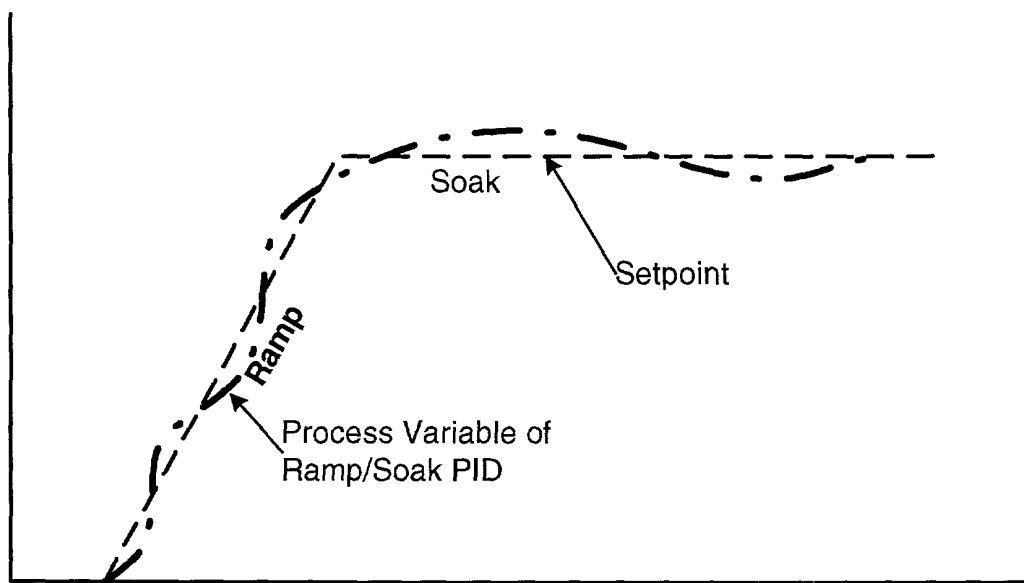 Soak
Setpoint
Ramp
Process Variable of
Ramp/Soak PID